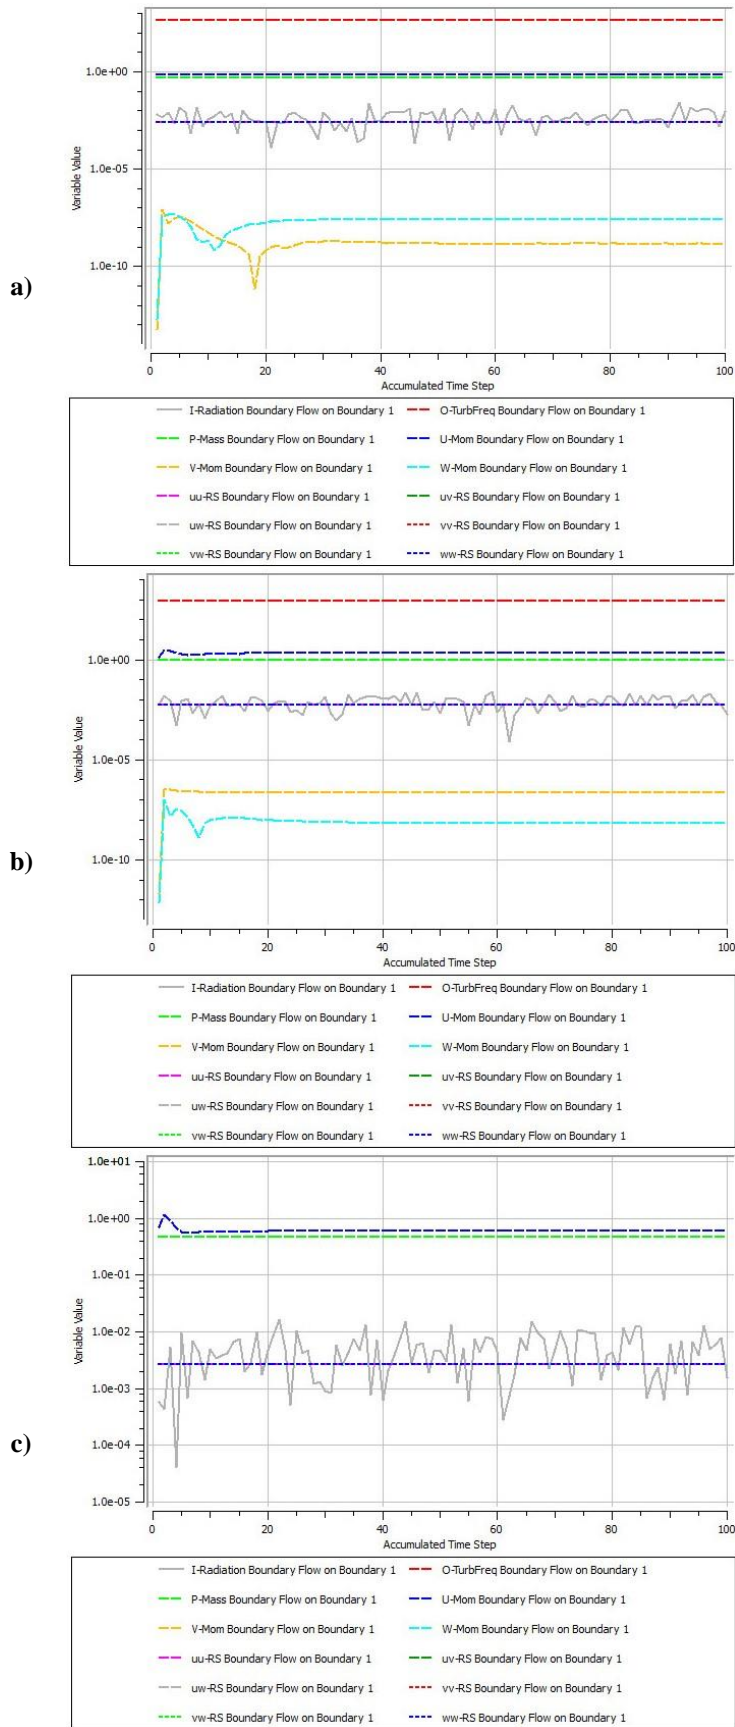 a)
Variable Value
1.0e+00
1.0e-05
1.0e-10
0 20 40 60 80 100
Accumulated Time Step
I-Radiation Boundary Flow on Boundary 1 O-TurbFreq Boundary Flow on Boundary 1
P-Mass Boundary Flow on Boundary 1 U-Mom Boundary Flow on Boundary 1
V-Mom Boundary Flow on Boundary 1 W-Mom Boundary Flow on Boundary 1
uu-RS Boundary Flow on Boundary 1 uv-RS Boundary Flow on Boundary 1
uw-RS Boundary Flow on Boundary 1 vv-RS Boundary Flow on Boundary 1
vw-RS Boundary Flow on Boundary 1 ww-RS Boundary Flow on Boundary 1
b)
Variable Value
1.0e+00
1.0e-05
1.0e-10
0 20 40 60 80 100
Accumulated Time Step
I-Radiation Boundary Flow on Boundary 1 O-TurbFreq Boundary Flow on Boundary 1
P-Mass Boundary Flow on Boundary 1 U-Mom Boundary Flow on Boundary 1
V-Mom Boundary Flow on Boundary 1 W-Mom Boundary Flow on Boundary 1
uu-RS Boundary Flow on Boundary 1 uv-RS Boundary Flow on Boundary 1
uw-RS Boundary Flow on Boundary 1 vv-RS Boundary Flow on Boundary 1
vw-RS Boundary Flow on Boundary 1 ww-RS Boundary Flow on Boundary 1
c)
Variable Value
1.0e+01
1.0e+00
1.0e-01
1.0e-02
1.0e-03
1.0e-04
1.0e-05
0 20 40 60 80 100
Accumulated Time Step
I-Radiation Boundary Flow on Boundary 1 O-TurbFreq Boundary Flow on Boundary 1
P-Mass Boundary Flow on Boundary 1 U-Mom Boundary Flow on Boundary 1
V-Mom Boundary Flow on Boundary 1 W-Mom Boundary Flow on Boundary 1
uu-RS Boundary Flow on Boundary 1 uv-RS Boundary Flow on Boundary 1
uw-RS Boundary Flow on Boundary 1 vv-RS Boundary Flow on Boundary 1
vw-RS Boundary Flow on Boundary 1 ww-RS Boundary Flow on Boundary 1